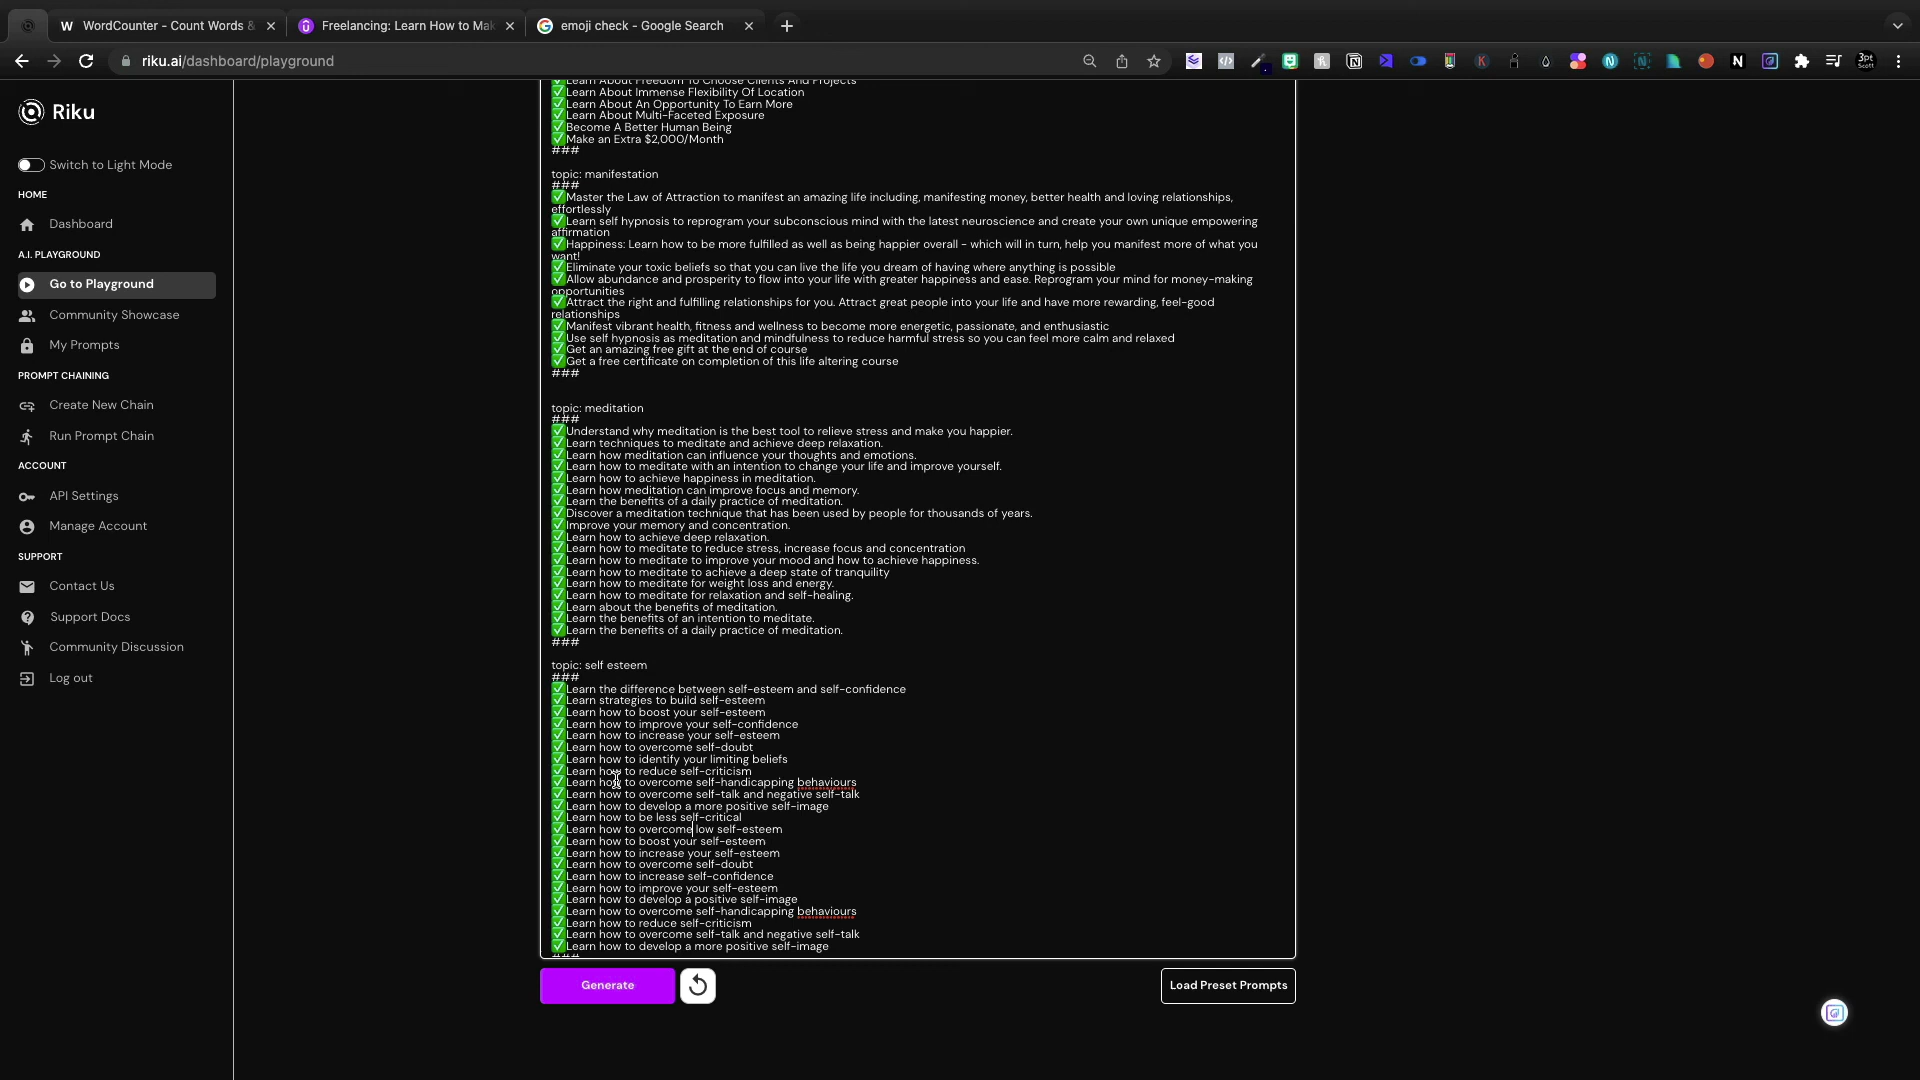 WordCounter - Count Words &
Freelancing: Learn How to Mak
emoji check - Google Search
riku.ai/dashboard/playground
Riku
Switch to Light Mode
HOME
Dashboard
A.I. PLAYGROUND
Go to Playground
Community Showcase
My Prompts
PROMPT CHAINING
Create New Chain
Run Prompt Chain
ACCOUNT
API Settings
Manage Account
SUPPORT
Contact Us
Support Docs
Community Discussion
Log out
✅Learn About Freedom To Choose Clients And Projects
✅Learn About Immense Flexibility Of Location
✅Learn About An Opportunity To Earn More
✅Learn About Multi-Faceted Exposure
✅Become A Better Human Being
✅Make an Extra $2,000/Month
###
topic: manifestation
###
✅Master the Law of Attraction to manifest an amazing life including, manifesting money, better health and loving relationships,
effortlessly
✅Learn self hypnosis to reprogram your subconscious mind with the latest neuroscience and create your own unique empowering
affirmation
✅Happiness: Learn how to be more fulfilled as well as being happier overall - which will in turn, help you manifest more of what you
want!
✅Eliminate your toxic beliefs so that you can live the life you dream of having where anything is possible
✅Allow abundance and prosperity to flow into your life with greater happiness and ease. Reprogram your mind for money-making
opportunities
✅Attract the right and fulfilling relationships for you. Attract great people into your life and have more rewarding, feel-good
relationships
✅Manifest vibrant health, fitness and wellness to become more energetic, passionate, and enthusiastic
✅Use self hypnosis as meditation and mindfulness to reduce harmful stress so you can feel more calm and relaxed
✅Get an amazing free gift at the end of course
✅Get a free certificate on completion of this life altering course
###
topic: meditation
###
✅Understand why meditation is the best tool to relieve stress and make you happier.
✅Learn techniques to meditate and achieve deep relaxation.
✅Learn how meditation can influence your thoughts and emotions.
✅Learn how to meditate with an intention to change your life and improve yourself.
✅Learn how to achieve happiness in meditation.
✅Learn how meditation can improve focus and memory.
✅Learn the benefits of a daily practice of meditation.
✅Discover a meditation technique that has been used by people for thousands of years.
✅Improve your memory and concentration.
✅Learn how to achieve deep relaxation.
✅Learn how to meditate to reduce stress, increase focus and concentration
✅Learn how to meditate to improve your mood and how to achieve happiness.
✅Learn how to meditate to achieve a deep state of tranquility
✅Learn how to meditate for weight loss and energy.
✅Learn how to meditate for relaxation and self-healing.
✅Learn about the benefits of meditation.
✅Learn the benefits of an intention to meditate.
✅Learn the benefits of a daily practice of meditation.
###
topic: self esteem
###
✅Learn the difference between self-esteem and self-confidence
✅Learn strategies to build self-esteem
✅Learn how to boost your self-esteem
✅Learn how to improve your self-confidence
✅Learn how to increase your self-esteem
✅Learn how to overcome self-doubt
✅Learn how to identify your limiting beliefs
✅Learn how to reduce self-criticism
✅Learn how to overcome self-handicapping behaviours
✅Learn how to overcome self-talk and negative self-talk
✅Learn how to develop a more positive self-image
✅Learn how to be less self-critical
✅Learn how to overcome low self-esteem
✅Learn how to boost your self-esteem
✅Learn how to increase your self-esteem
✅Learn how to overcome self-doubt
✅Learn how to increase self-confidence
✅Learn how to improve your self-esteem
✅Learn how to develop a positive self-image
✅Learn how to overcome self-handicapping behaviours
✅Learn how to reduce self-criticism
✅Learn how to overcome self-talk and negative self-talk
✅Learn how to develop a more positive self-image
###
Generate
Load Preset Prompts